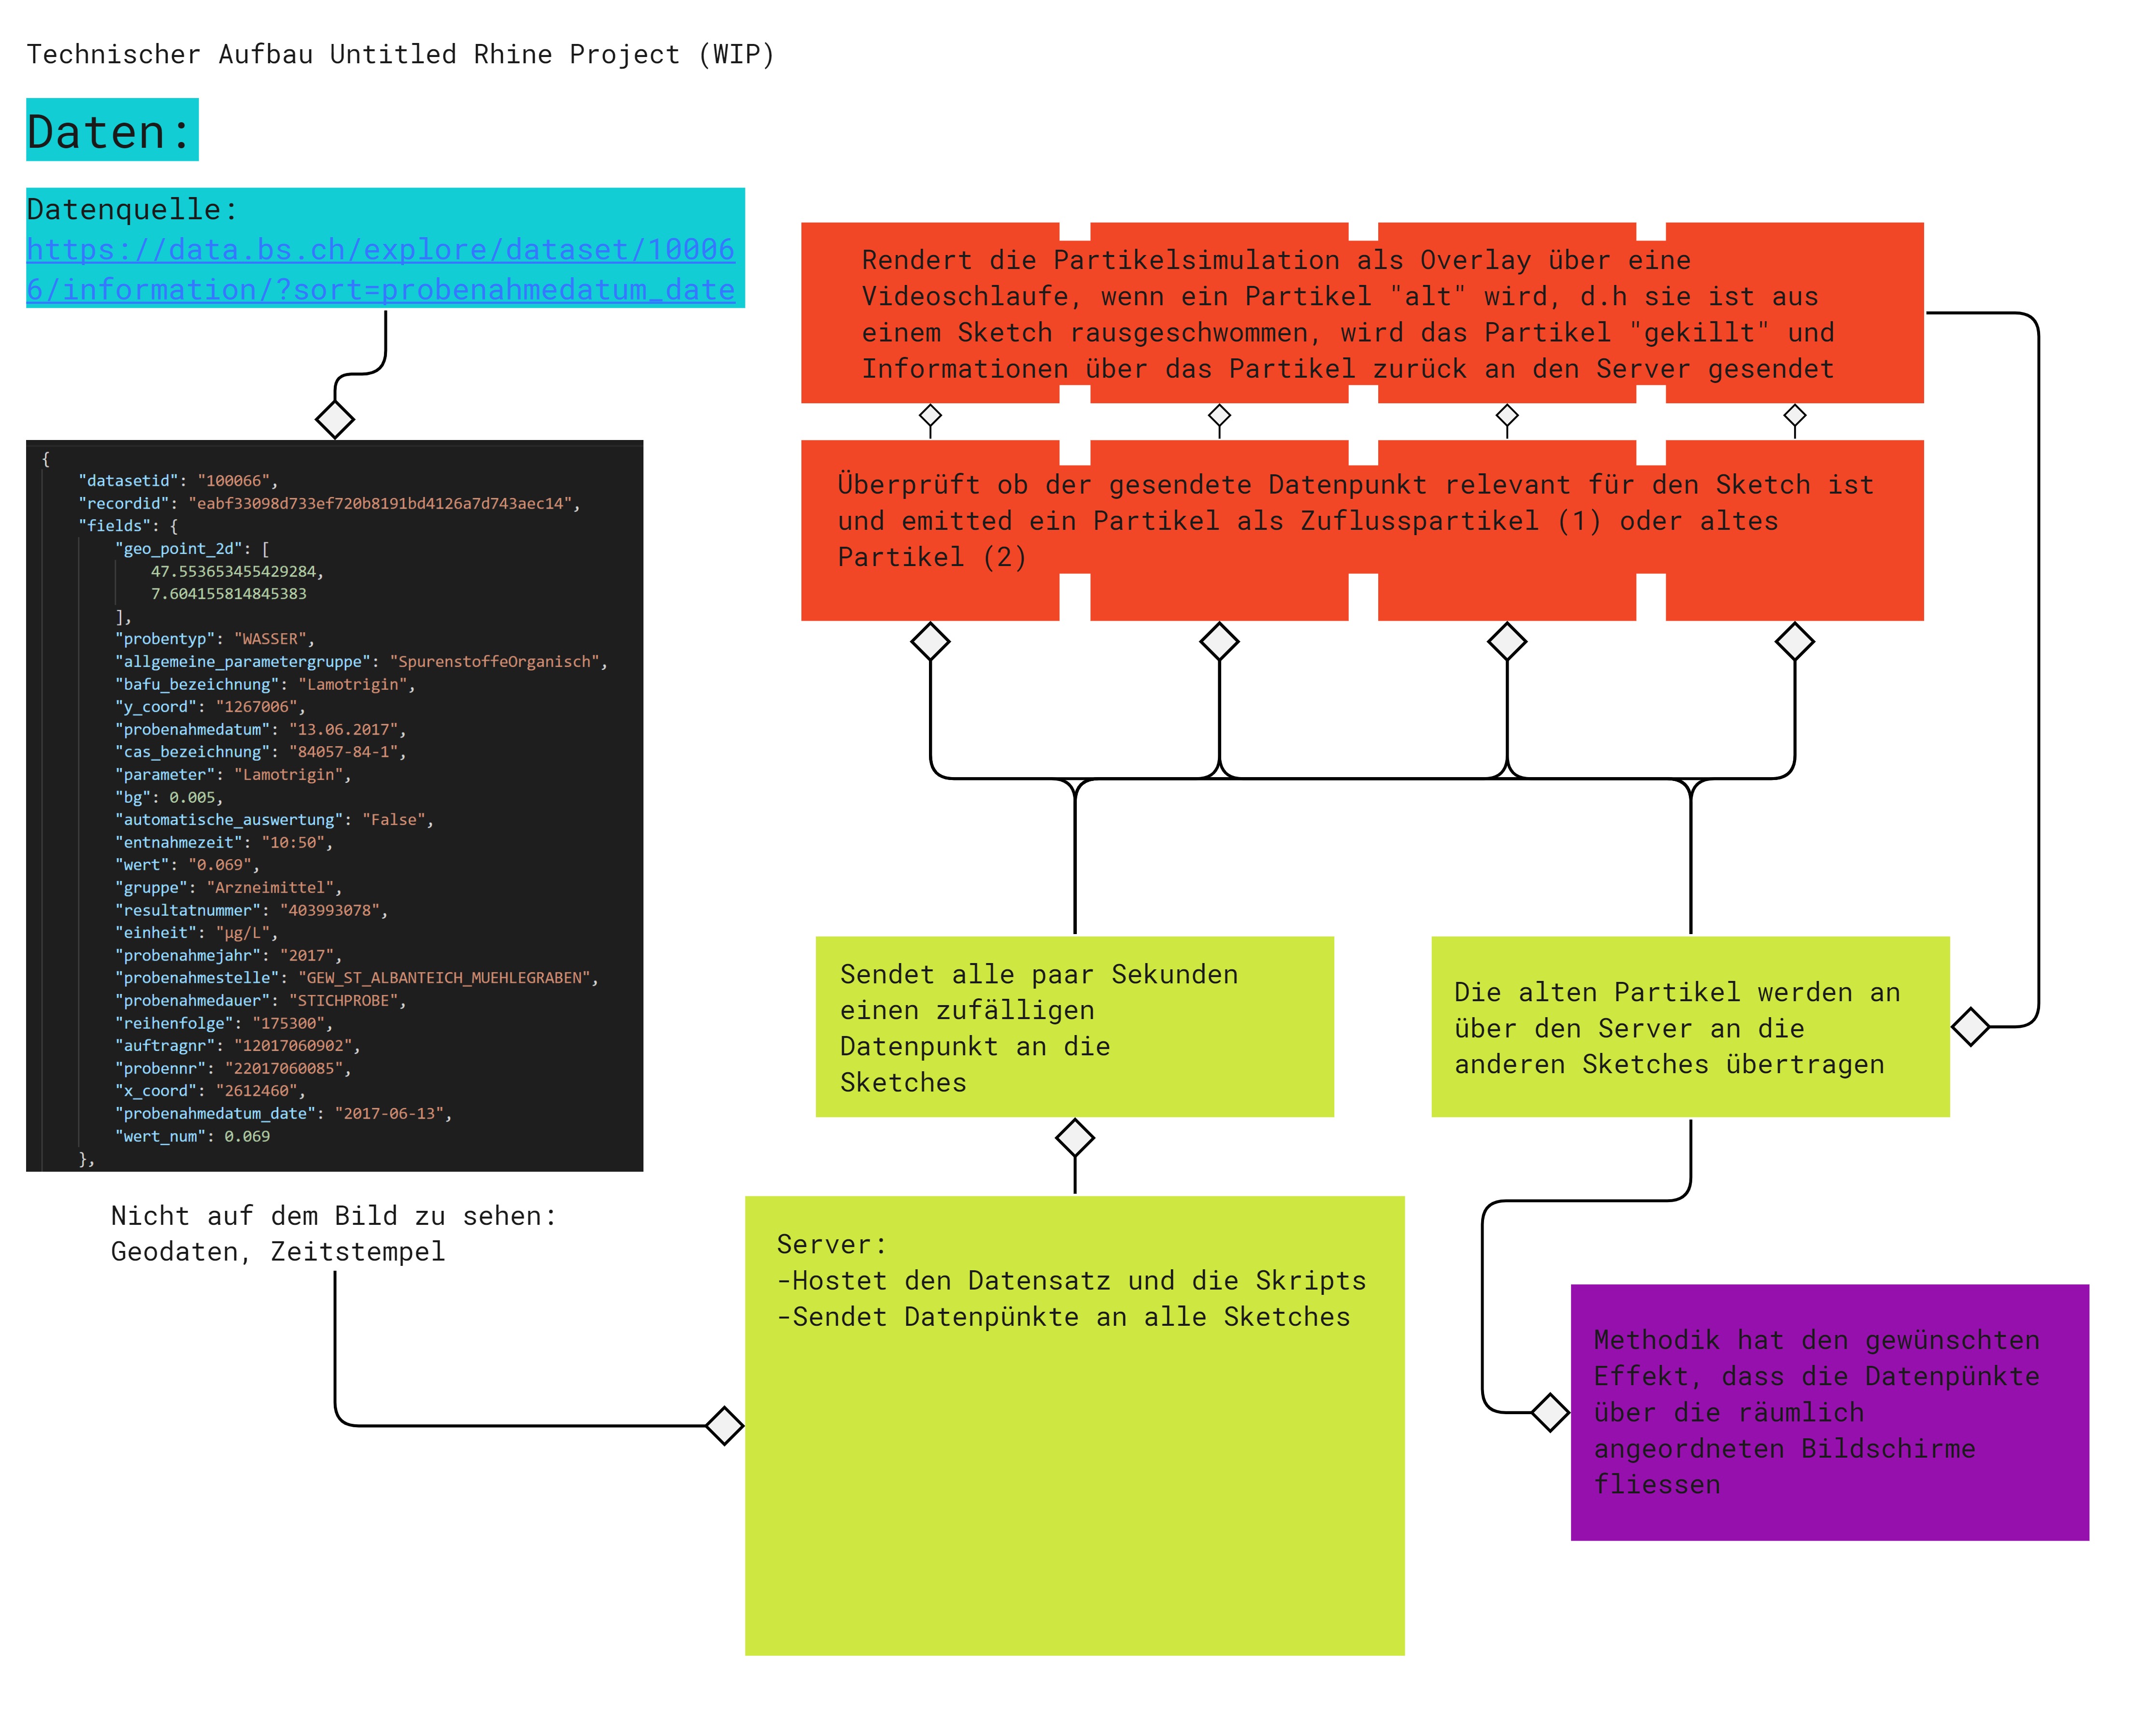 Technischer Aufbau Untitled Rhine Project (WIP)
Daten:
Datenquelle:
https://data.bs.ch/explore/dataset/10006
6/information/?sort=probenahmedatum_date
{
"datasetid": "100066",
"recordid": "eabf33098d733ef720b8191bd4126a7d743aec14",
"fields": {
"geo_point_2d": [
47.553653455429284,
7.604155814845383
],
"probentyp": "WASSER",
"allgemeine_parametergruppe": "SpurenstoffeOrganisch",
"bafu_bezeichnung": "Lamotrigin",
"y_coord": "1267006",
"probenahmedatum": "13.06.2017",
"cas_bezeichnung": "84057-84-1",
"parameter": "Lamotrigin",
"bg": 0.005,
"automatische_auswertung": "False",
"entnahmezeit": "10:50",
"wert": "0.069",
"gruppe": "Arzneimittel",
"resultatnummer": "403993078",
"einheit": "µg/L",
"probenahmejahr": "2017",
"probenahmestelle": "GEW_ST_ALBANTEICH_MUEHLEGRABEN",
"probenahmedauer": "STICHPROBE",
"reihenfolge": "175300",
"auftragnr": "12017060902",
"probennr": "22017060085",
"x_coord": "2612460",
"probenahmedatum_date": "2017-06-13",
"wert_num": 0.069
},
Nicht auf dem Bild zu sehen:
Geodaten, Zeitstempel
Rendert die Partikelsimulation als Overlay über eine
Videoschlaufe, wenn ein Partikel "alt" wird, d.h sie ist aus
einem Sketch rausgeschwommen, wird das Partikel "gekillt" und
Informationen über das Partikel zurück an den Server gesendet
Überprüft ob der gesendete Datenpunkt relevant für den Sketch ist
und emitted ein Partikel als Zuflusspartikel (1) oder altes
Partikel (2)
Sendet alle paar Sekunden
einen zufälligen
Datenpunkt an die
Sketches
Die alten Partikel werden an
über den Server an die
anderen Sketches übertragen
Server:
-Hostet den Datensatz und die Skripts
-Sendet Datenpünkte an alle Sketches
Methodik hat den gewünschten
Effekt, dass die Datenpünkte
über die räumlich
angeordneten Bildschirme
fliessen